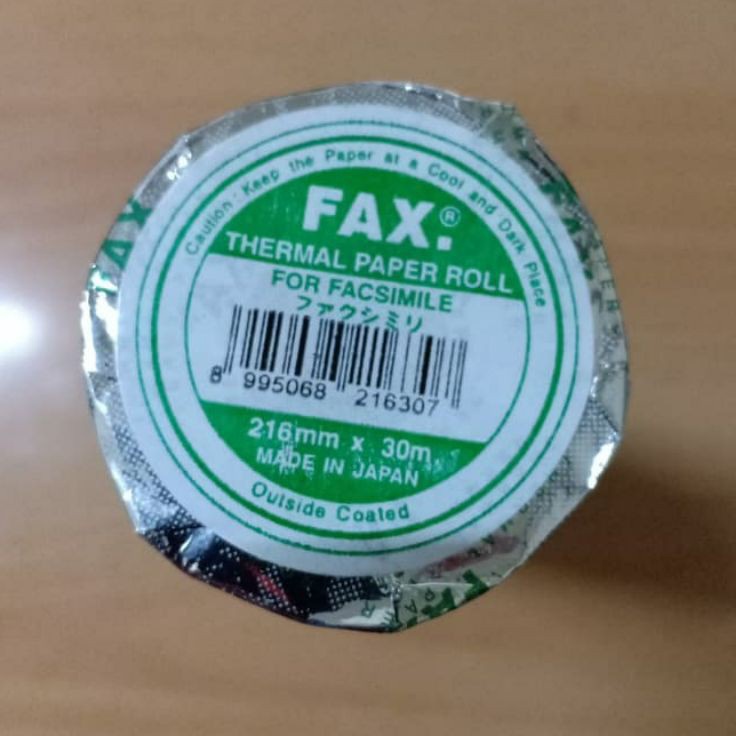 Caution · Keep the Paper at a Cool and Dark Place
FAX.®
THERMAL PAPER ROLL
FOR FACSIMILE
ファクシミリ
8 995068 216307
216mm x 30m
MADE IN JAPAN
Outside Coated
AX